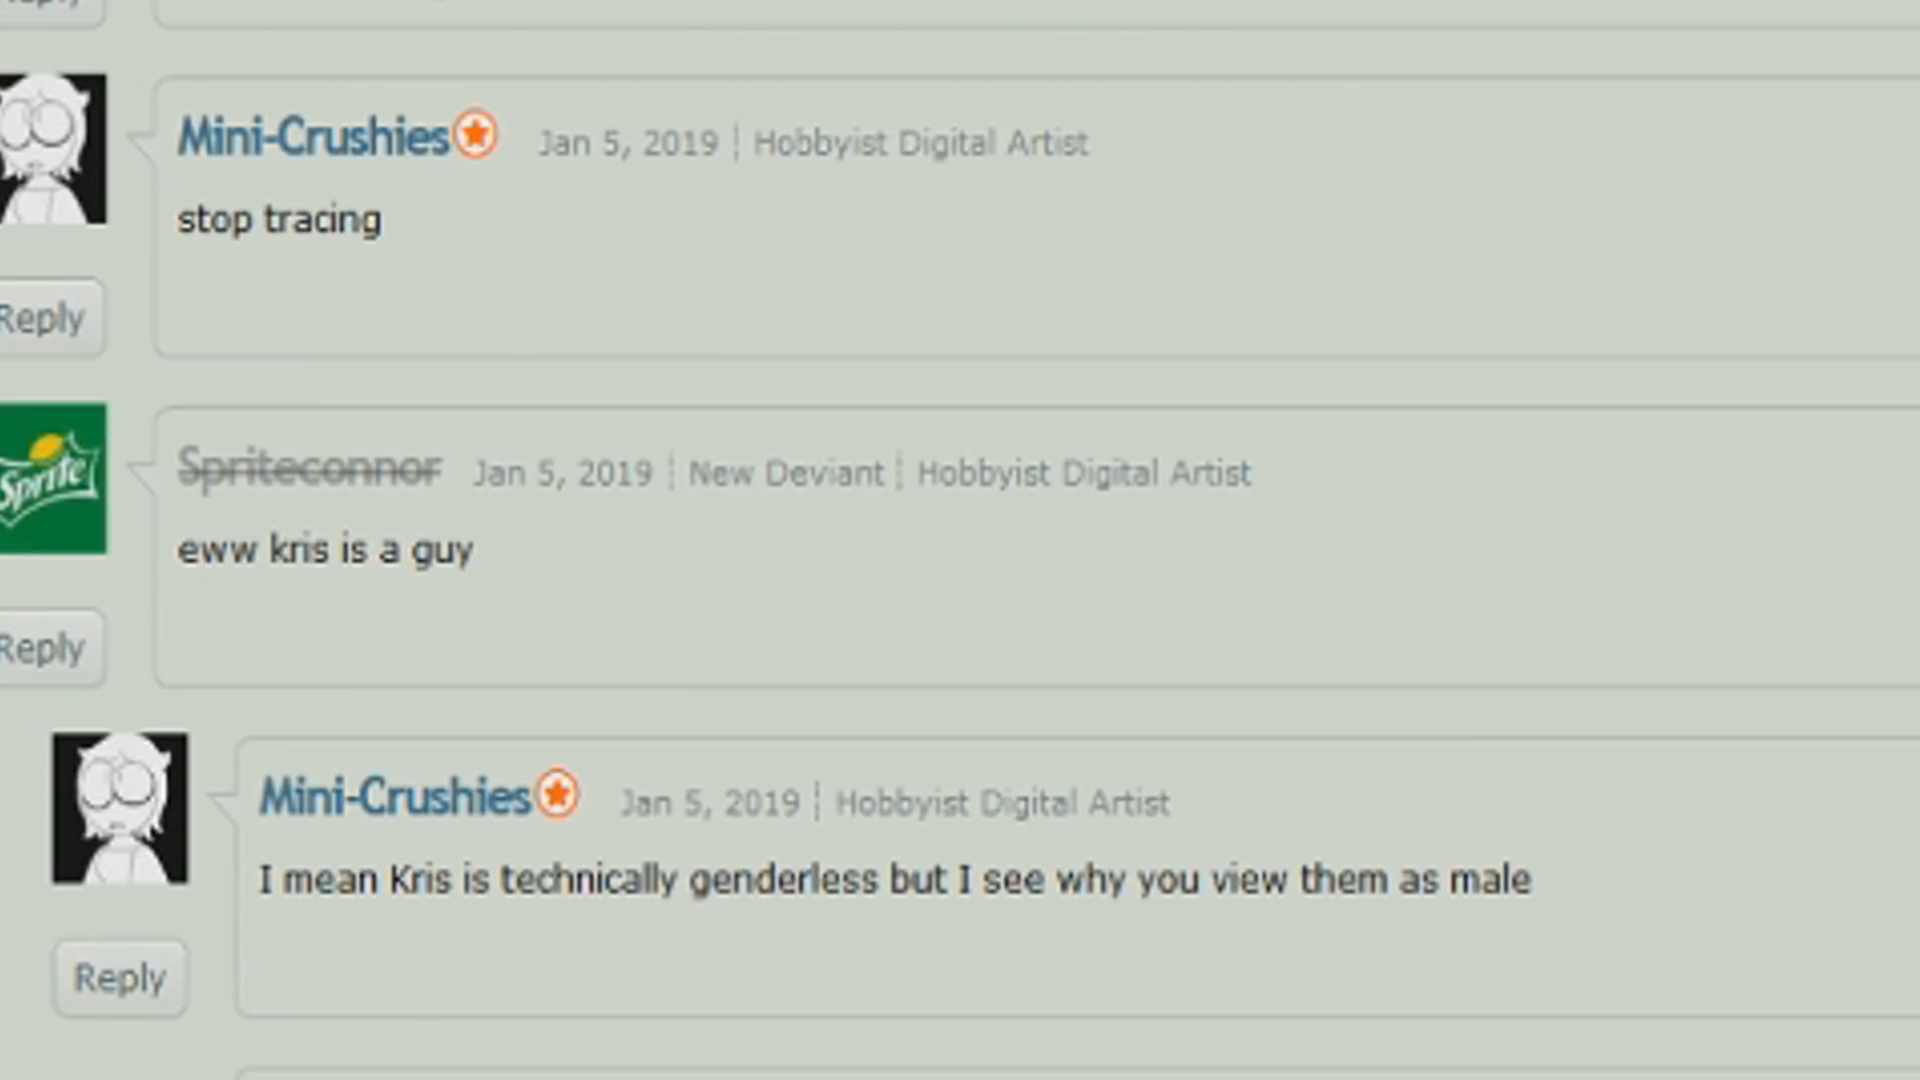 Mini-Crushies Jan 5, 2019 Hobbyist Digital Artist
stop tracing
Reply
Sprite
Spriteconnor Jan 5, 2019 New Deviant Hobbyist Digital Artist
eww kris is a guy
Reply
Mini-Crushies Jan 5, 2019 Hobbyist Digital Artist
I mean Kris is technically genderless but I see why you view them as male
Reply